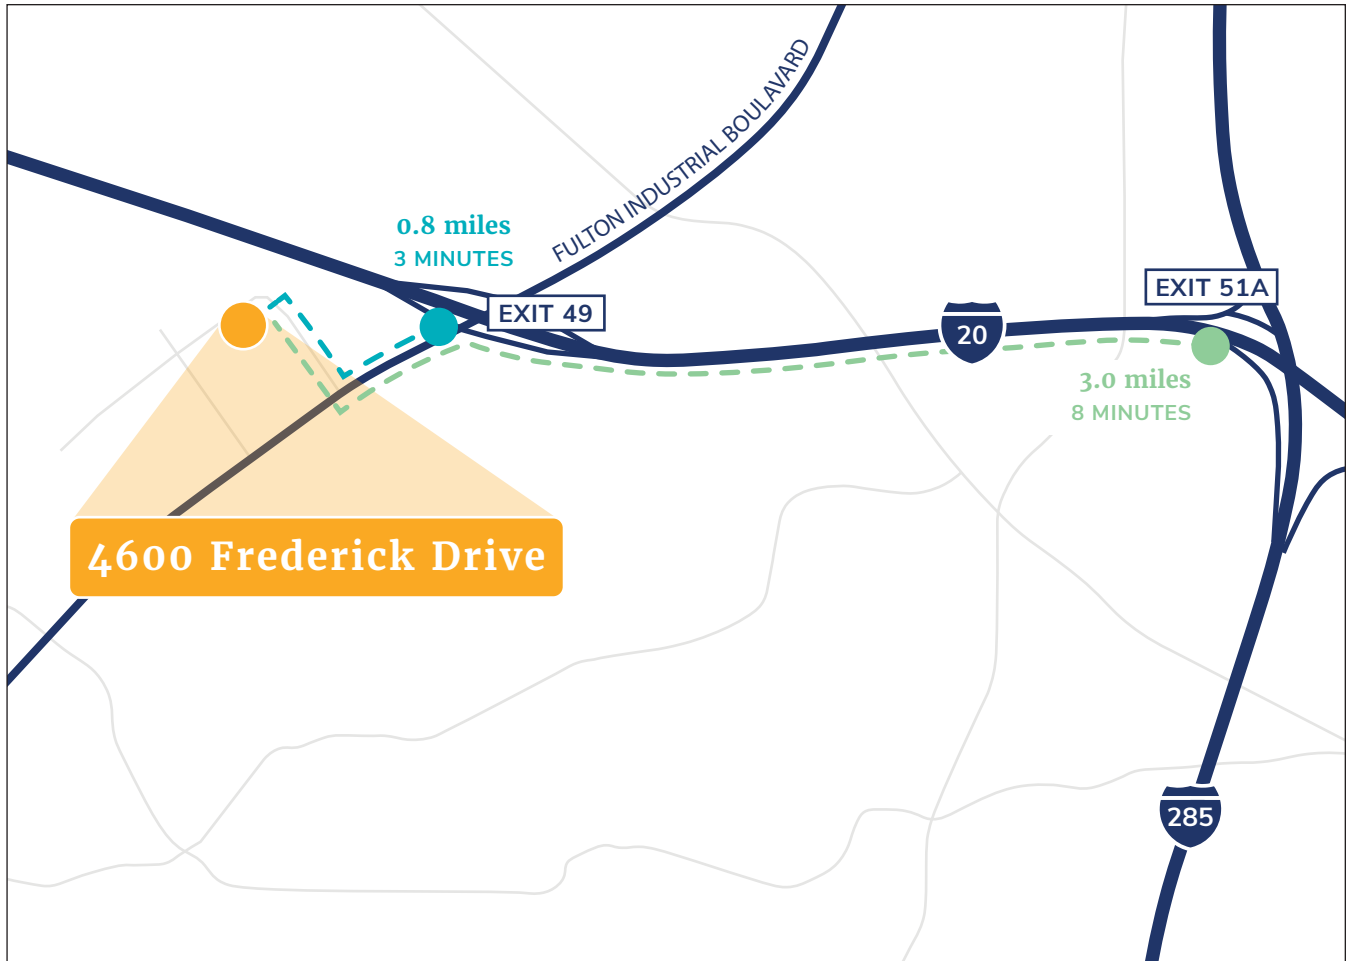 FULTON INDUSTRIAL BOULAVARD
0.8 miles
3 MINUTES
EXIT 49
EXIT 51A
20
3.0 miles
8 MINUTES
4600 Frederick Drive
285